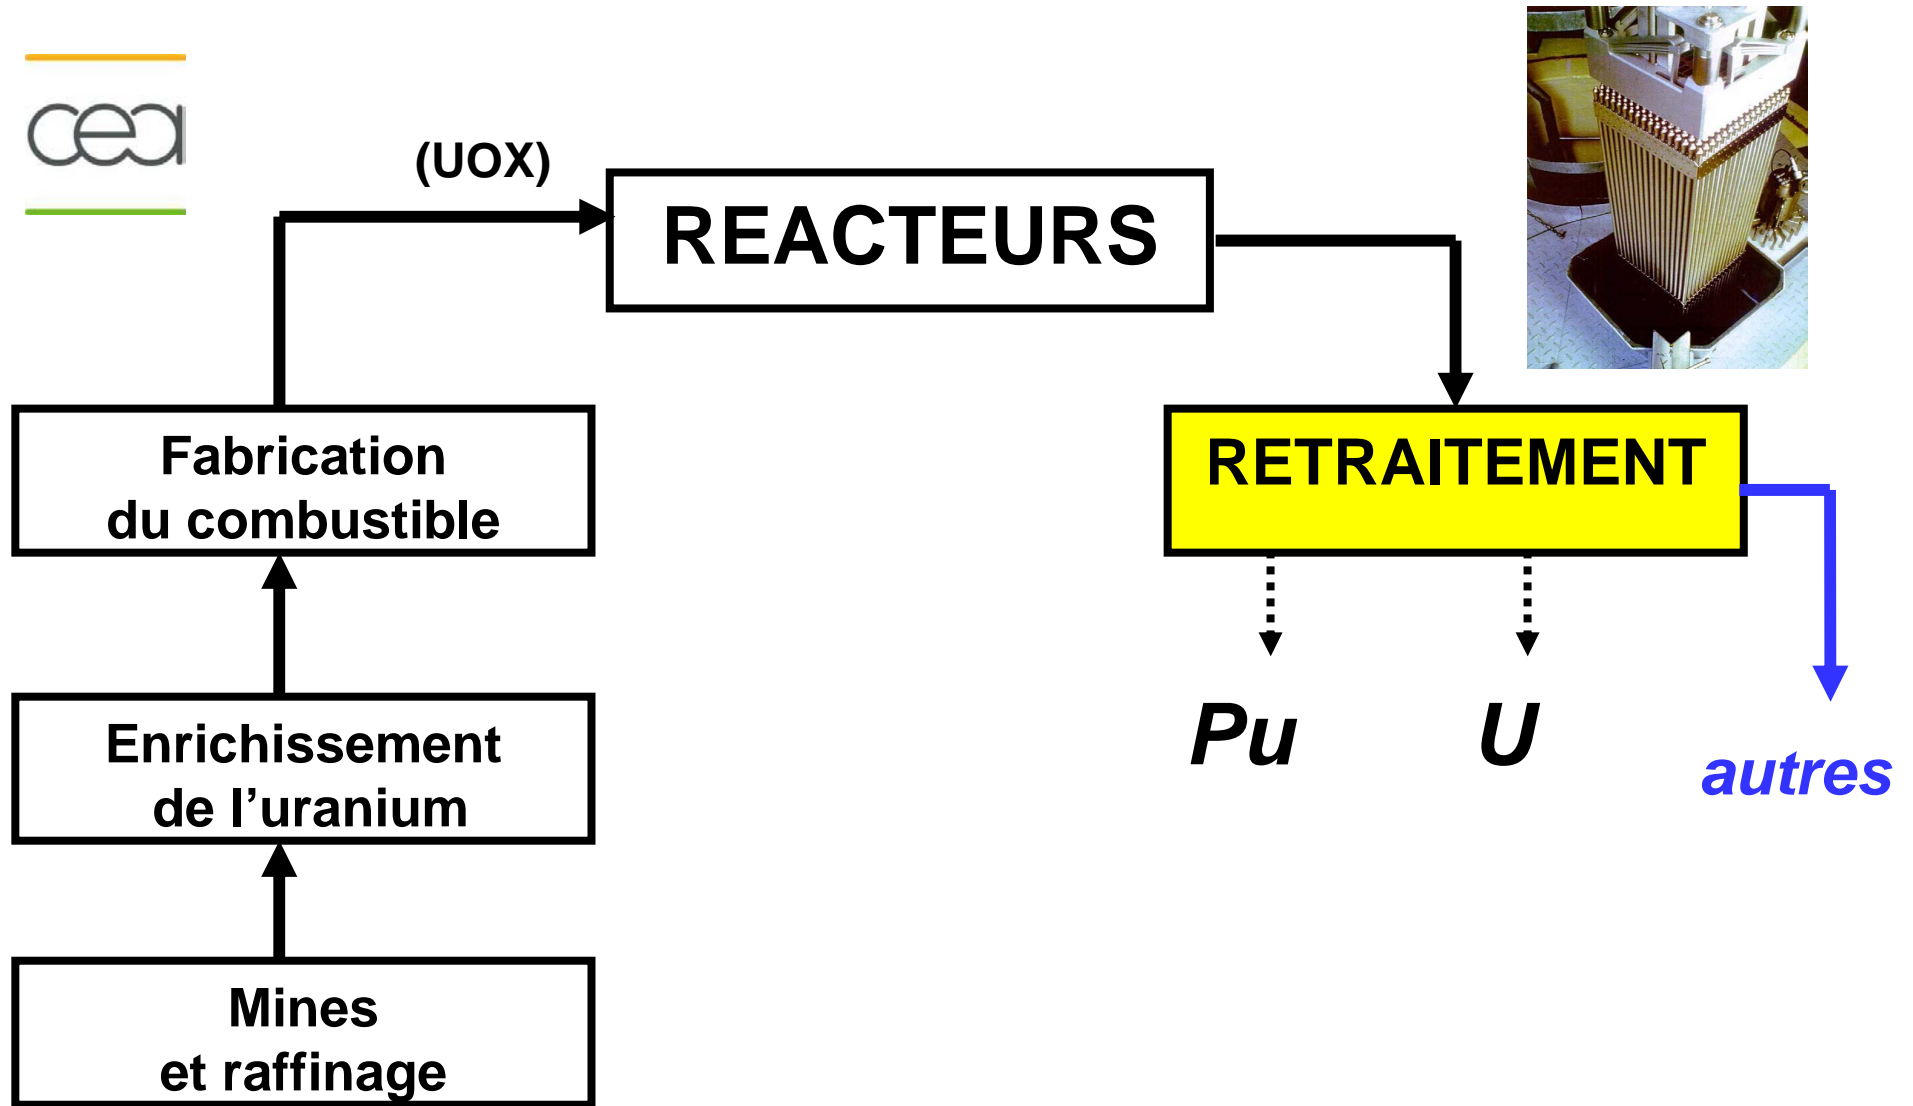 cea
(UOX)
REACTEURS
Fabrication
du combustible
RETRAITEMENT
Pu
U
autres
Enrichissement
de l’uranium
Mines
et raffinage